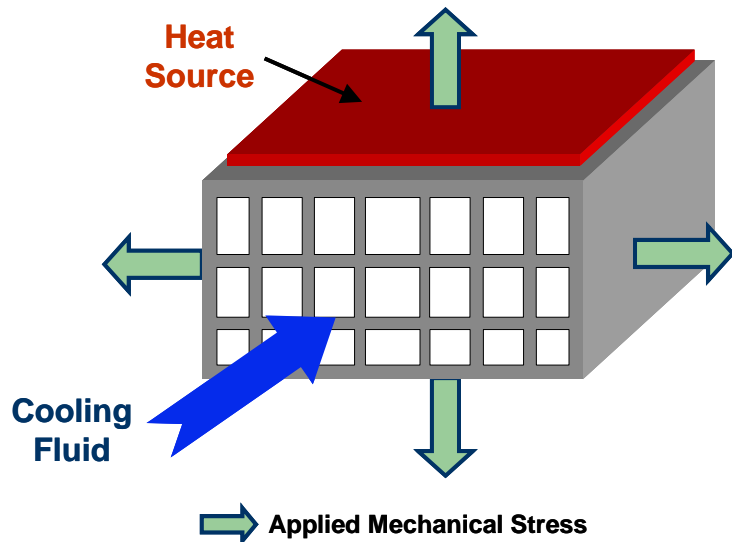 Heat
Source
Cooling
Fluid
Applied Mechanical Stress